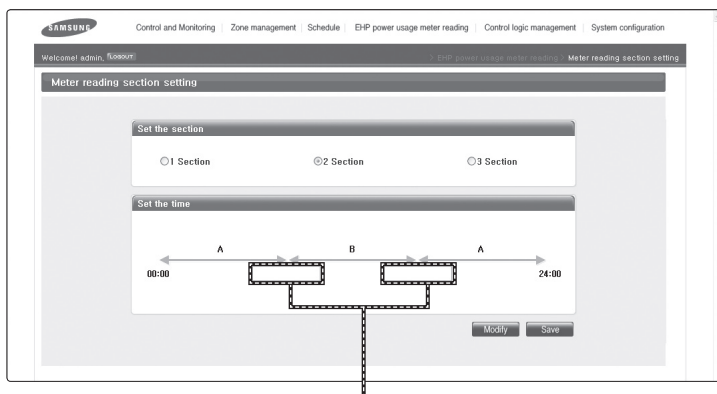 SAMSUNG Control and Monitoring Zone management Schedule EHP power usage meter reading Control logic management System configuration
Welcome! admin, LOGOUT > EHP power usage meter reading > Meter reading section setting
Meter reading section setting
Set the section
1 Section 2 Section 3 Section
Set the time
A B A
00:00 24:00
Modify Save